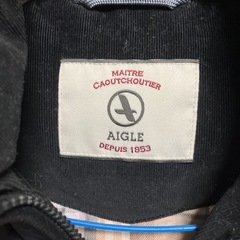 MAITRE
CAOUTCHOUTIER
AIGLE
DEPUIS 1853